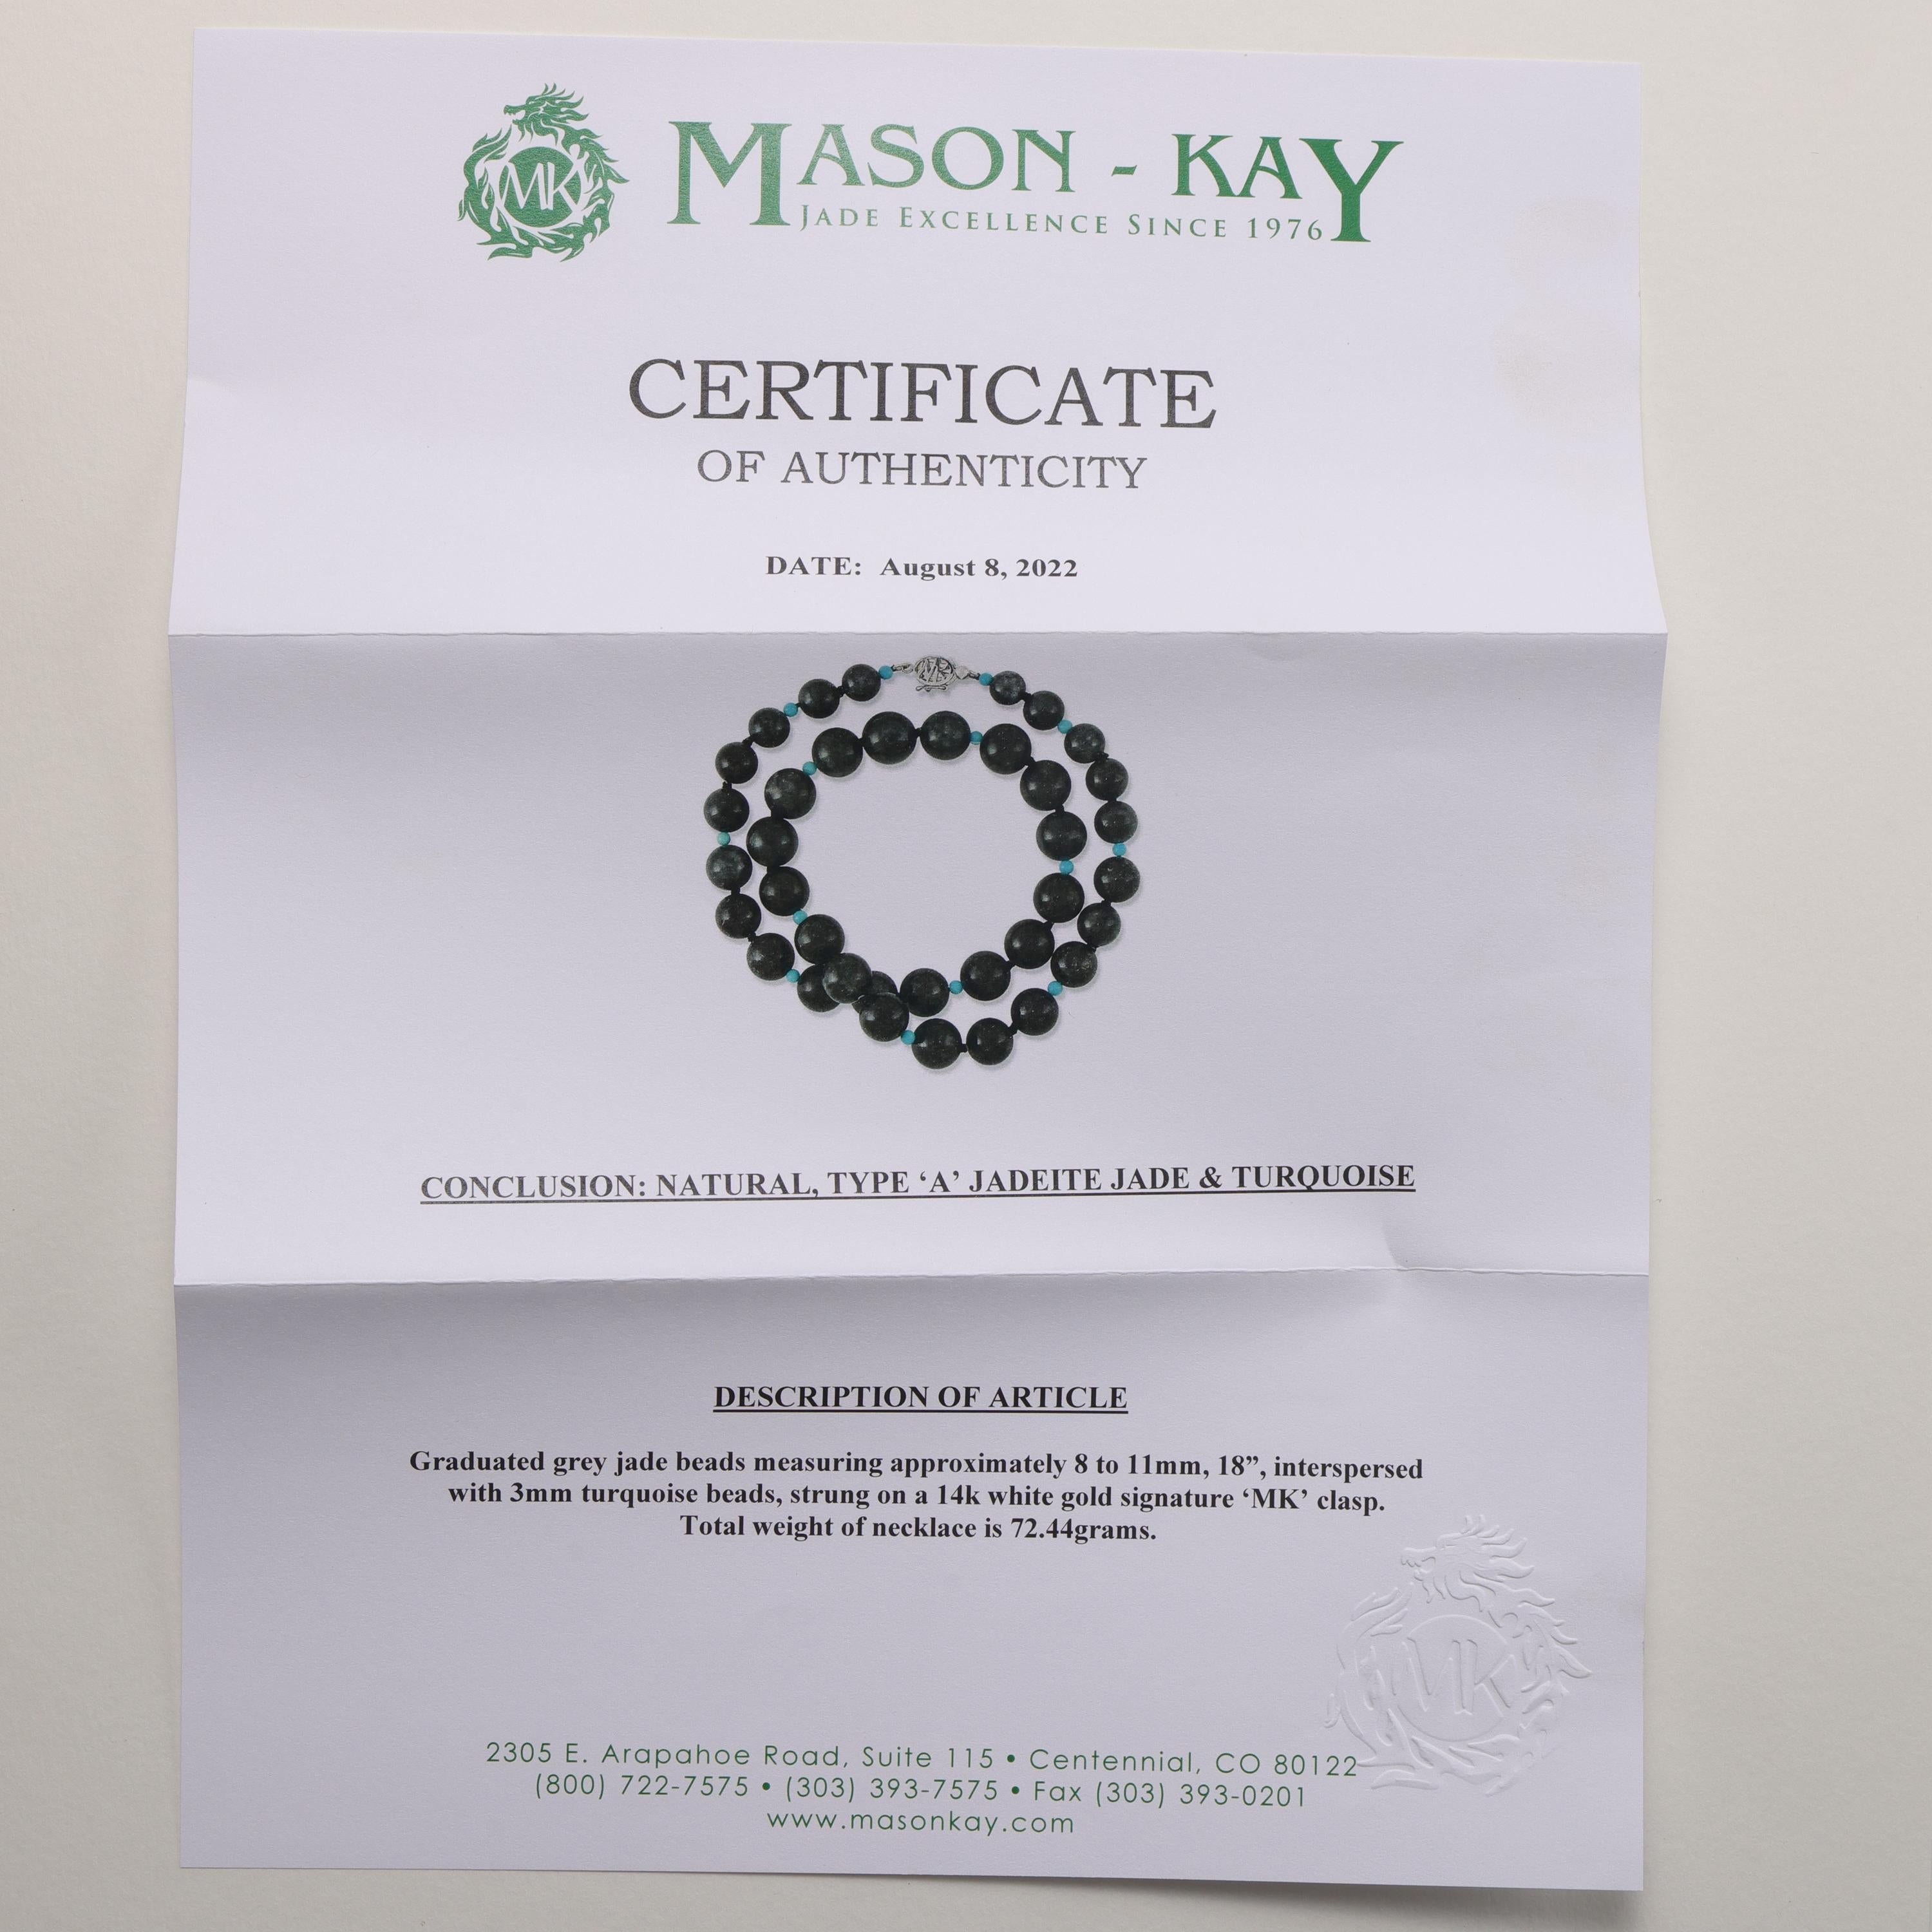 MK
MASON - KAY
JADE EXCELLENCE SINCE 1976
CERTIFICATE
OF AUTHENTICITY
DATE: August 8, 2022
CONCLUSION: NATURAL, TYPE ‘A’ JADEITE JADE & TURQUOISE
DESCRIPTION OF ARTICLE
Graduated grey jade beads measuring approximately 8 to 11mm, 18”, interspersed
with 3mm turquoise beads, strung on a 14k white gold signature ‘MK’ clasp.
Total weight of necklace is 72.44grams.
MK
2305 E. Arapahoe Road, Suite 115 • Centennial, CO 80122
(800) 722-7575 • (303) 393-7575 • Fax (303) 393-0201
www.masonkay.com